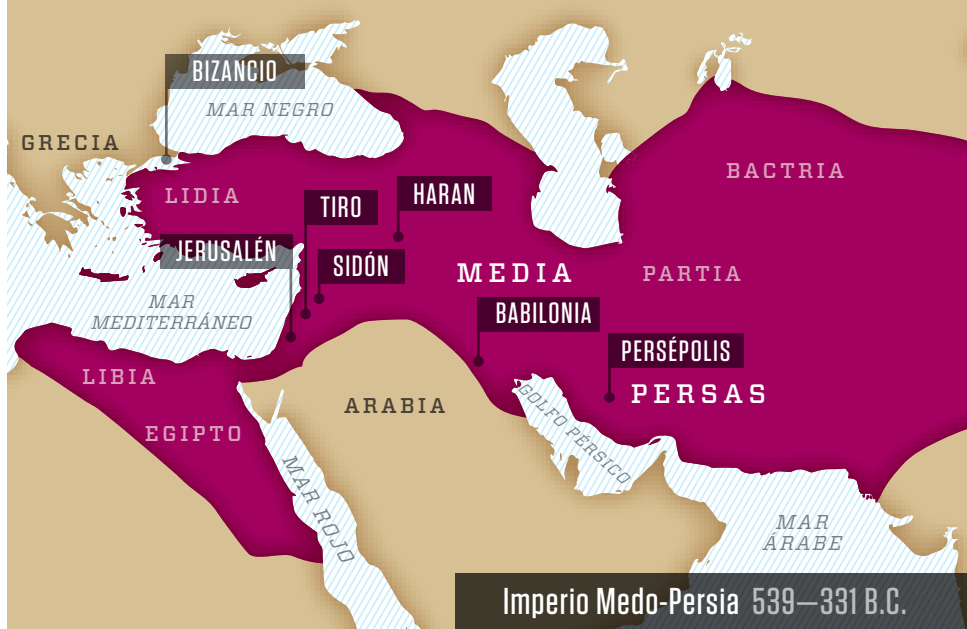 BIZANCIO
MAR NEGRO
GRECIA
LIDIA
TIRO
HARAN
BACTRIA
JERUSALÉN
SIDÓN
MEDIA
PARTIA
MAR
MEDITERRÁNEO
BABILONIA
PERSÉPOLIS
LIBIA
ARABIA
PERSAS
GOLFO PÉRSICO
EGIPTO
MAR ROJO
MAR
ÁRABE
Imperio Medo-Persia 539—331 B.C.